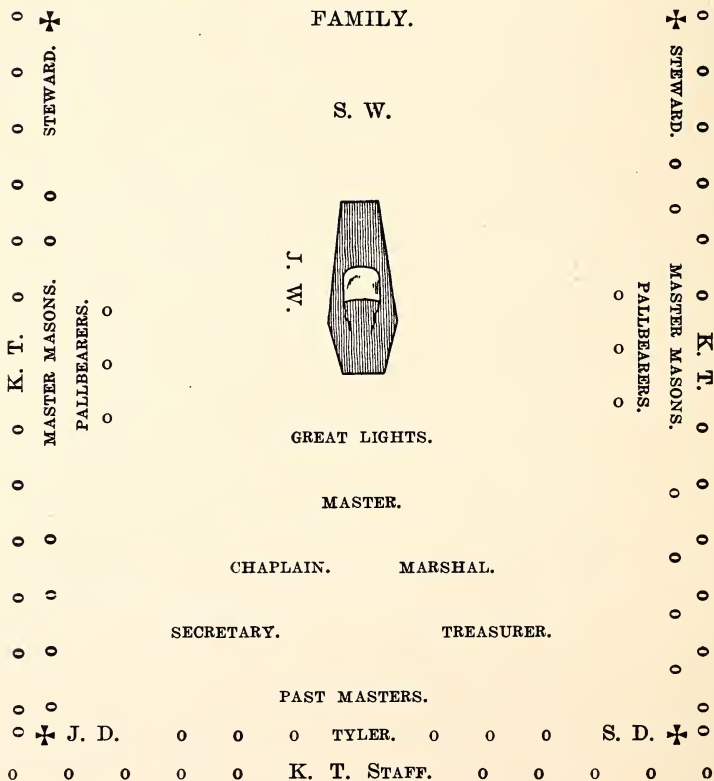 FAMILY.
STEWARD.
STEWARD.
S. W.
J. W.
K. T.
MASTER MASONS.
PALLBEARERS.
PALLBEARERS.
MASTER MASONS.
K. T.
GREAT LIGHTS.
MASTER.
CHAPLAIN. MARSHAL.
SECRETARY. TREASURER.
PAST MASTERS.
J. D. o o o TYLER. o o o S. D.
o o o o o K. T. STAFF. o o o o o